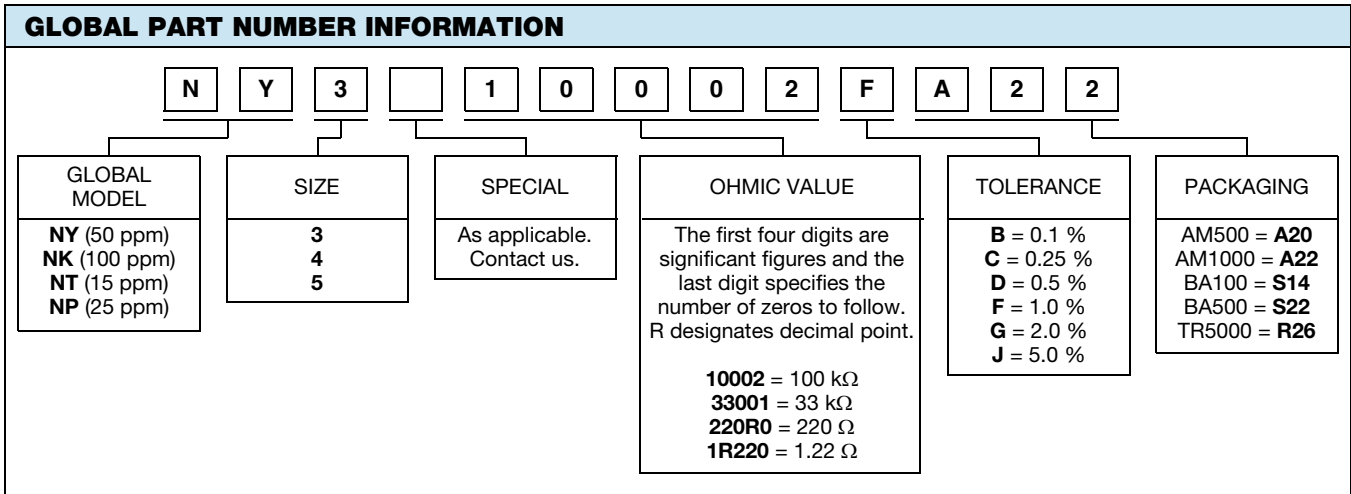 GLOBAL PART NUMBER INFORMATION
N Y 3 1 0 0 0 2 F A 2 2
GLOBAL
MODEL
NY (50 ppm)
NK (100 ppm)
NT (15 ppm)
NP (25 ppm)
SIZE
3
4
5
SPECIAL
As applicable.
Contact us.
OHMIC VALUE
The first four digits are
significant figures and the
last digit specifies the
number of zeros to follow.
R designates decimal point.
10002 = 100 kΩ
33001 = 33 kΩ
220R0 = 220 Ω
1R220 = 1.22 Ω
TOLERANCE
B = 0.1 %
C = 0.25 %
D = 0.5 %
F = 1.0 %
G = 2.0 %
J = 5.0 %
PACKAGING
AM500 = A20
AM1000 = A22
BA100 = S14
BA500 = S22
TR5000 = R26